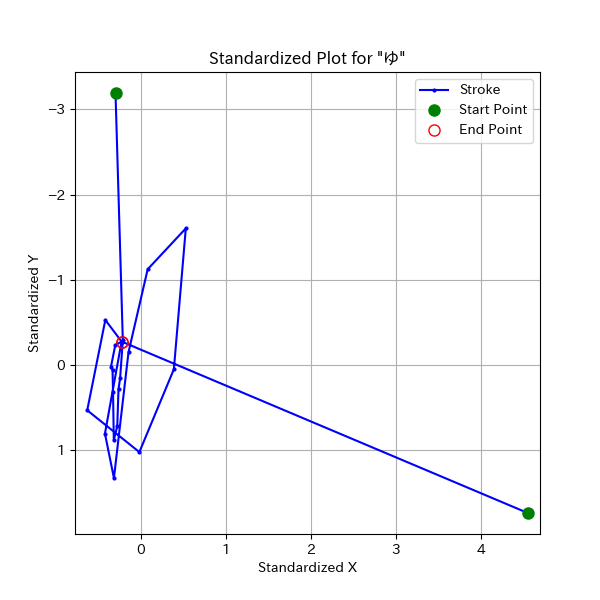 Standardized Plot for "ゆ"
Stroke
Start Point
End Point
−3
−2
−1
0
1
Standardized Y
0 1 2 3 4
Standardized X